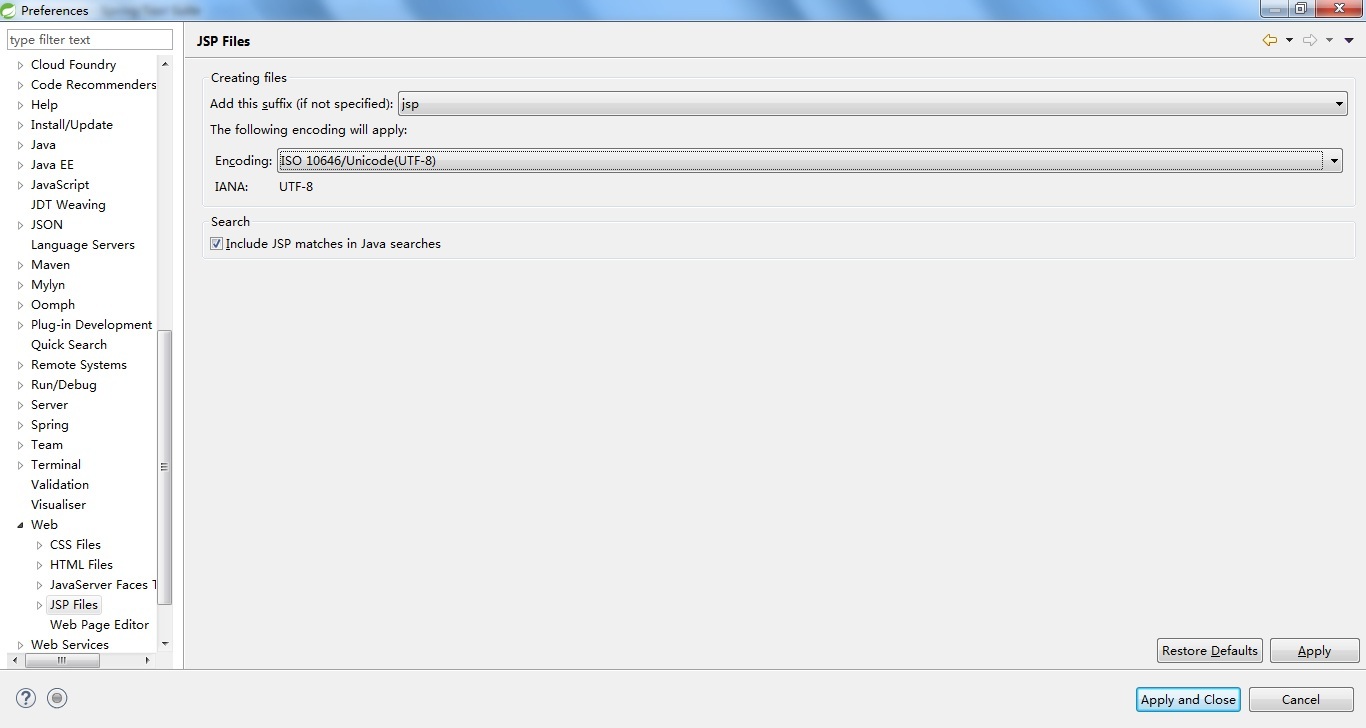 Preferences
type filter text
Cloud Foundry
Code Recommenders
Help
Install/Update
Java
Java EE
JavaScript
JDT Weaving
JSON
Language Servers
Maven
Mylyn
Oomph
Plug-in Development
Quick Search
Remote Systems
Run/Debug
Server
Spring
Team
Terminal
Validation
Visualiser
Web
CSS Files
HTML Files
JavaServer Faces T
JSP Files
Web Page Editor
Web Services
JSP Files
Creating files
Add this suffix (if not specified): jsp
The following encoding will apply:
Encoding: ISO 10646/Unicode(UTF-8)
IANA: UTF-8
Search
Include JSP matches in Java searches
Restore Defaults Apply
? Apply and Close Cancel